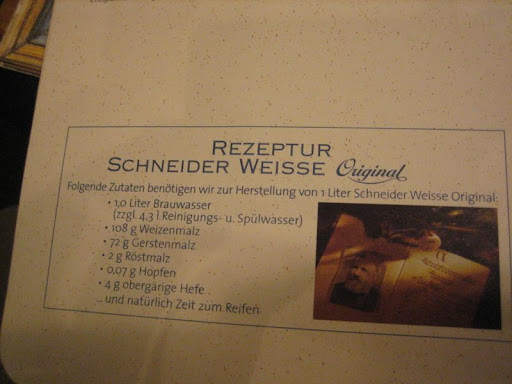 REZEPTUR
SCHNEIDER WEISSE Original
Folgende Zutaten benötigen wir zur Herstellung von 1 Liter Schneider Weisse Original:
• 1,0 Liter Brauwasser
(zzgl. 4,3 l Reinigungs- u. Spülwasser)
• 108 g Weizenmalz
• 72 g Gerstenmalz
• 2 g Röstmalz
• 0,07 g Hopfen
• 4 g obergärige Hefe
... und natürlich Zeit zum Reifen